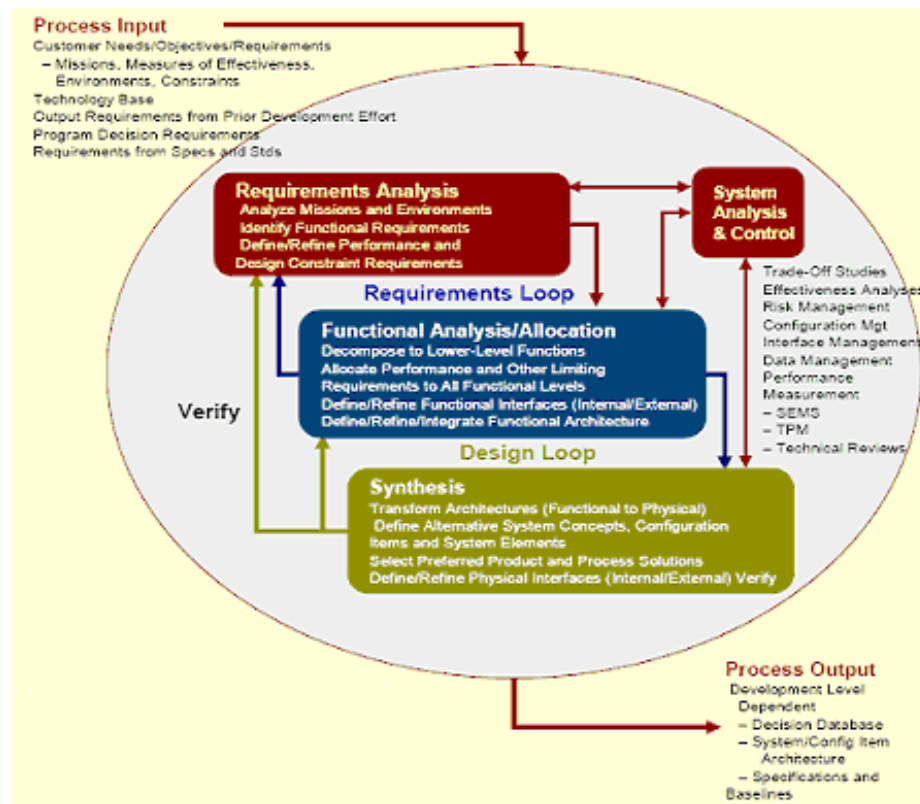 Process Input
Customer Needs/Objectives/Requirements
– Missions, Measures of Effectiveness,
Environments, Constraints
Technology Base
Output Requirements from Prior Development Effort
Program Decision Requirements
Requirements from Specs and Stds
Requirements Analysis
Analyze Missions and Environments
Identify Functional Requirements
Define/Refine Performance and
Design Constraint Requirements
System
Analysis
& Control
Requirements Loop
Trade-Off Studies
Effectiveness Analyses
Risk Management
Configuration Mgt
Interface Management
Data Management
Performance
Measurement
– SEMS
– TPM
– Technical Reviews
Functional Analysis/Allocation
Decompose to Lower-Level Functions
Allocate Performance and Other Limiting
Requirements to All Functional Levels
Define/Refine Functional Interfaces (Internal/External)
Define/Refine/Integrate Functional Architecture
Verify
Design Loop
Synthesis
Transform Architectures (Functional to Physical)
Define Alternative System Concepts, Configuration
Items and System Elements
Select Preferred Product and Process Solutions
Define/Refine Physical Interfaces (Internal/External) Verify
Process Output
Development Level
Dependent
– Decision Database
– System/Config Item
Architecture
– Specifications and
Baselines